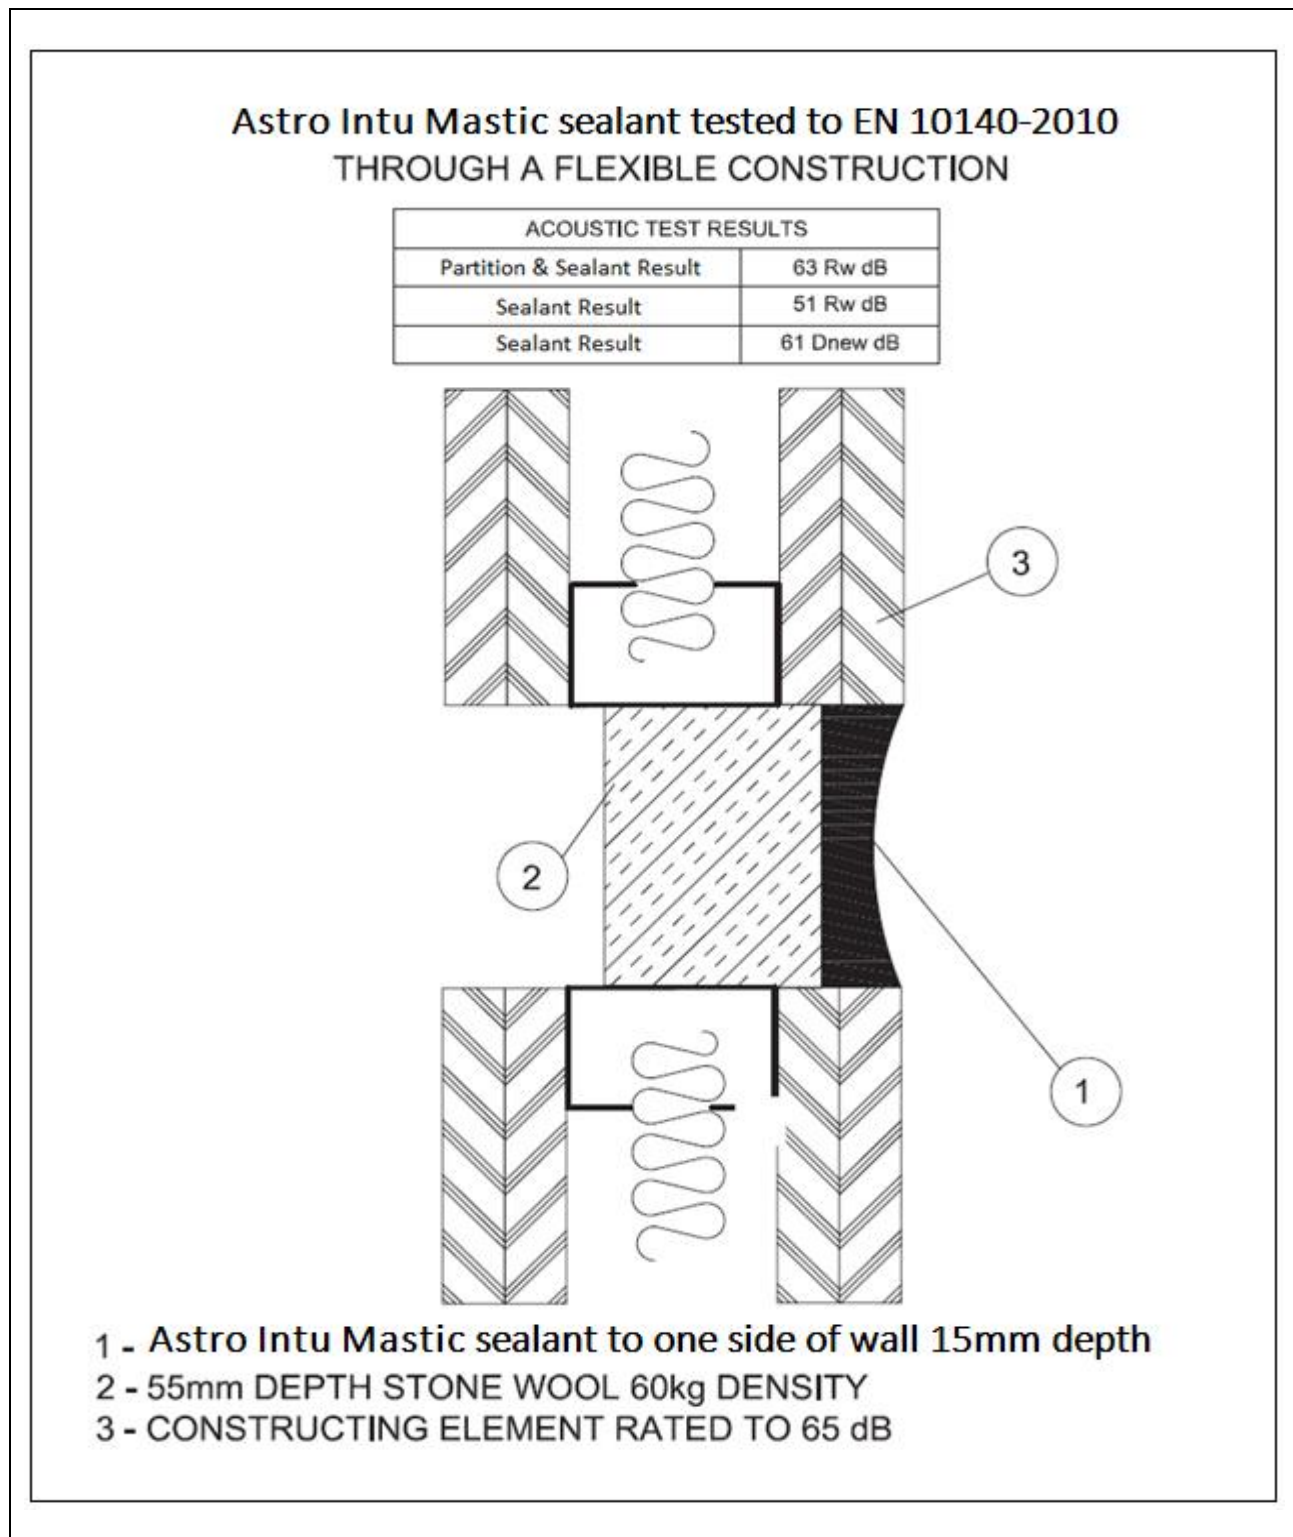 Astro Intu Mastic sealant tested to EN 10140-2010
THROUGH A FLEXIBLE CONSTRUCTION
ACOUSTIC TEST RESULTS
Partition & Sealant Result 63 Rw dB
Sealant Result 51 Rw dB
Sealant Result 61 Dnew dB
3
2
1
1 - Astro Intu Mastic sealant to one side of wall 15mm depth
2 - 55mm DEPTH STONE WOOL 60kg DENSITY
3 - CONSTRUCTING ELEMENT RATED TO 65 dB